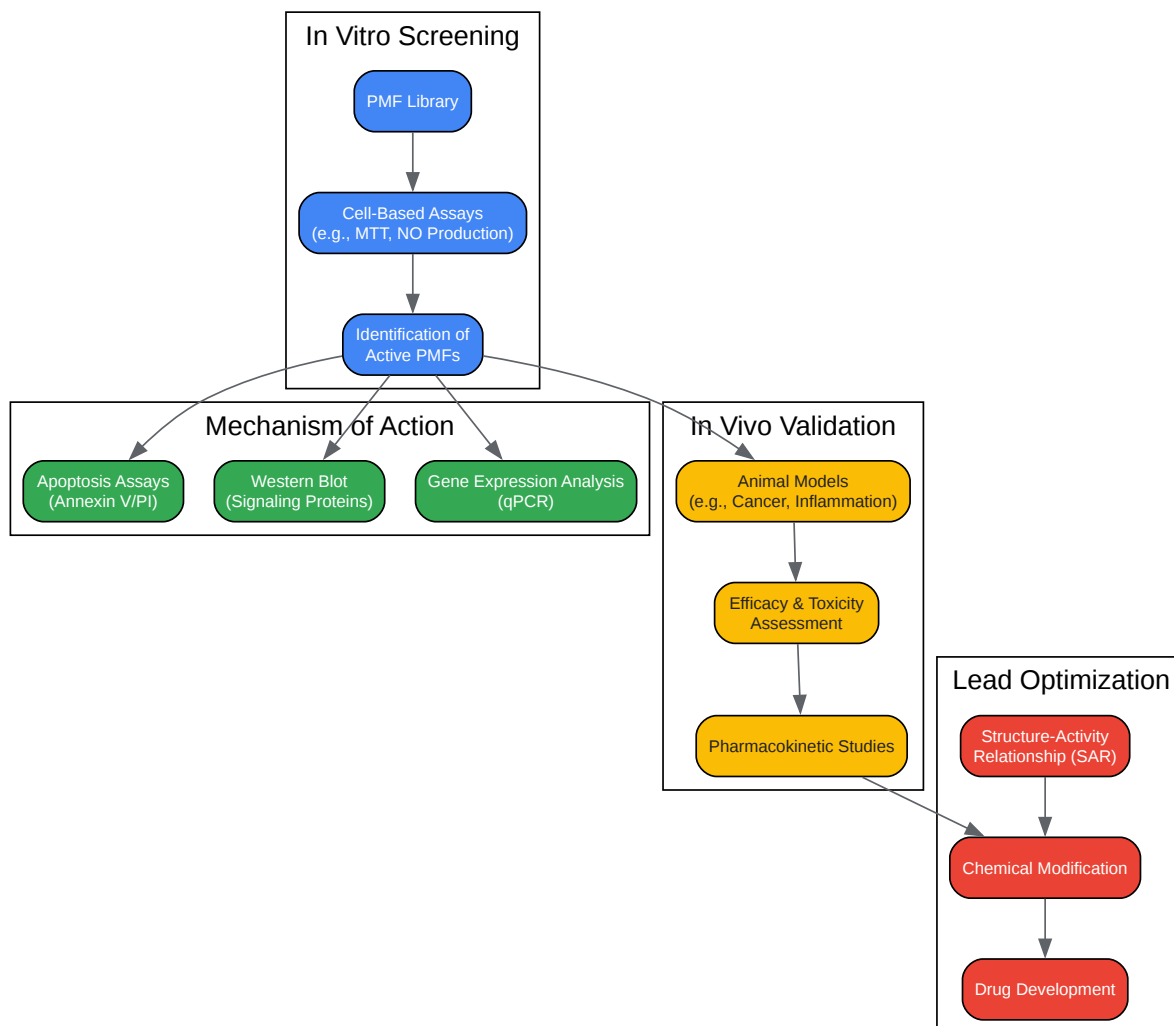 In Vitro Screening
PMF Library
Cell-Based Assays
(e.g., MTT, NO Production)
Identification of
Active PMFs
Mechanism of Action
Apoptosis Assays
(Annexin V/PI)
Western Blot
(Signaling Proteins)
Gene Expression Analysis
(qPCR)
In Vivo Validation
Animal Models
(e.g., Cancer, Inflammation)
Efficacy & Toxicity
Assessment
Pharmacokinetic Studies
Lead Optimization
Structure-Activity
Relationship (SAR)
Chemical Modification
Drug Development